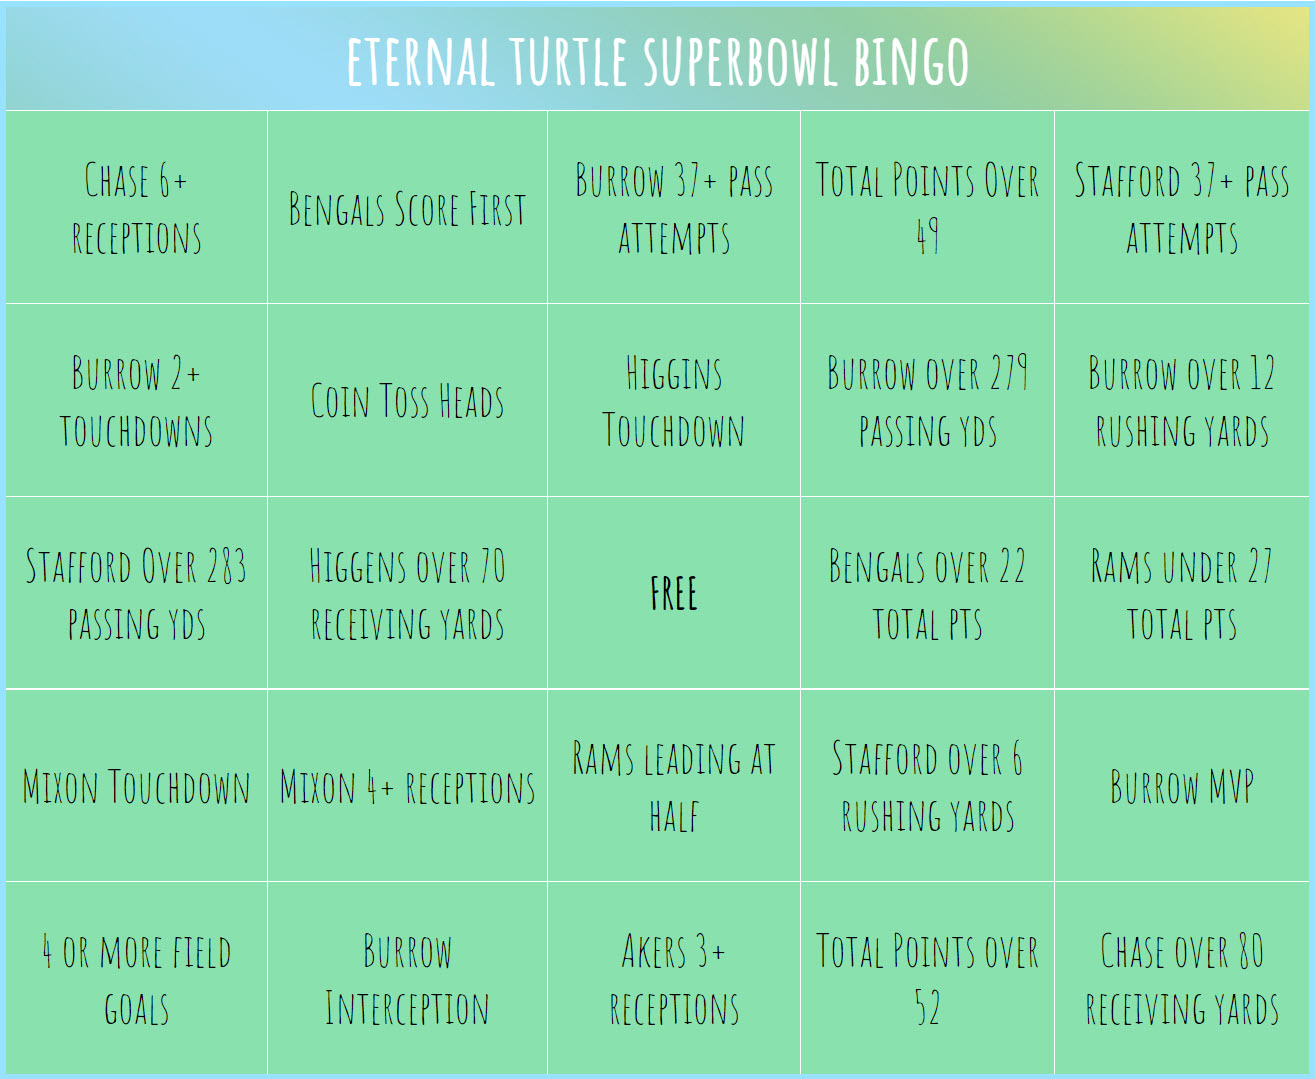 ETERNAL TURTLE SUPERBOWL BINGO
Chase 6+
receptions
Bengals Score First
Burrow 37+ pass
attempts
Total Points Over
49
Stafford 37+ pass
attempts
Burrow 2+
touchdowns
Coin Toss Heads
Higgins
Touchdown
Burrow over 279
passing yds
Burrow over 12
rushing yards
Stafford Over 283
passing yds
Higgens over 70
receiving yards
FREE
Bengals over 22
total pts
Rams under 27
total pts
Mixon Touchdown
Mixon 4+ receptions
Rams leading at
half
Stafford over 6
rushing yards
Burrow MVP
4 or more field
goals
Burrow
Interception
Akers 3+
receptions
Total Points over
52
Chase over 80
receiving yards